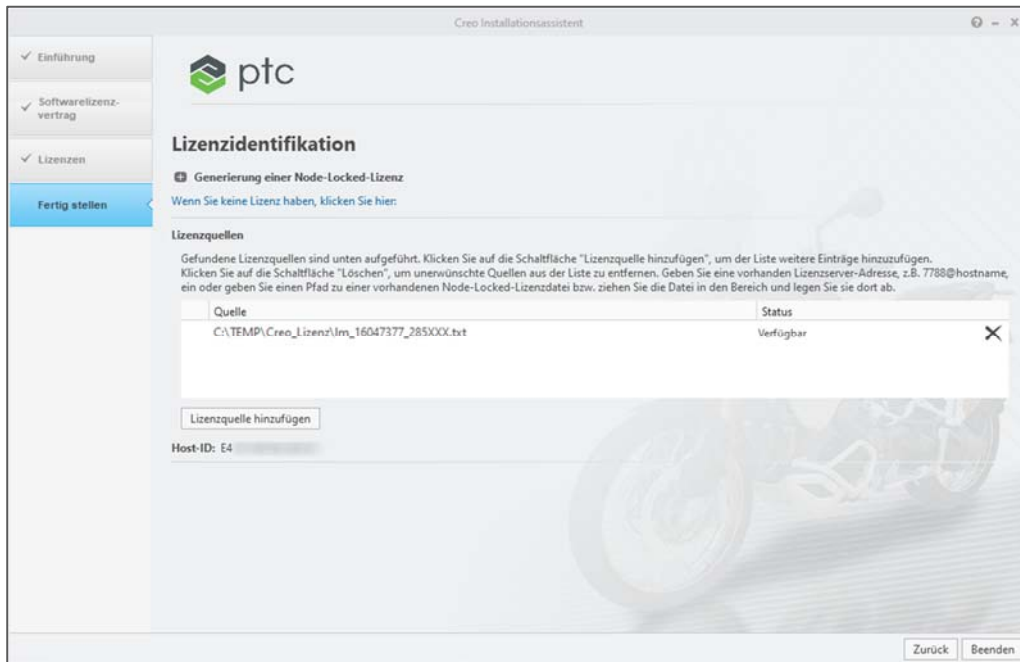 Creo Installationsassistent
Einführung
Softwarelizenz-
vertrag
Lizenzen
Fertig stellen
ptc
Lizenzidentifikation
Generierung einer Node-Locked-Lizenz
Wenn Sie keine Lizenz haben, klicken Sie hier:
Lizenzquellen
Gefundene Lizenzquellen sind unten aufgeführt. Klicken Sie auf die Schaltfläche "Lizenzquelle hinzufügen", um der Liste weitere Einträge hinzuzufügen.
Klicken Sie auf die Schaltfläche "Löschen", um unerwünschte Quellen aus der Liste zu entfernen. Geben Sie eine vorhanden Lizenzserver-Adresse, z.B. 7788@hostname,
ein oder geben Sie einen Pfad zu einer vorhandenen Node-Locked-Lizenzdatei bzw. ziehen Sie die Datei in den Bereich und legen Sie sie dort ab.
Quelle Status
C:\TEMP\Creo_Lizenz\lm_16047377_285XXX.txt Verfügbar
Lizenzquelle hinzufügen
Host-ID: E4
Zurück Beenden